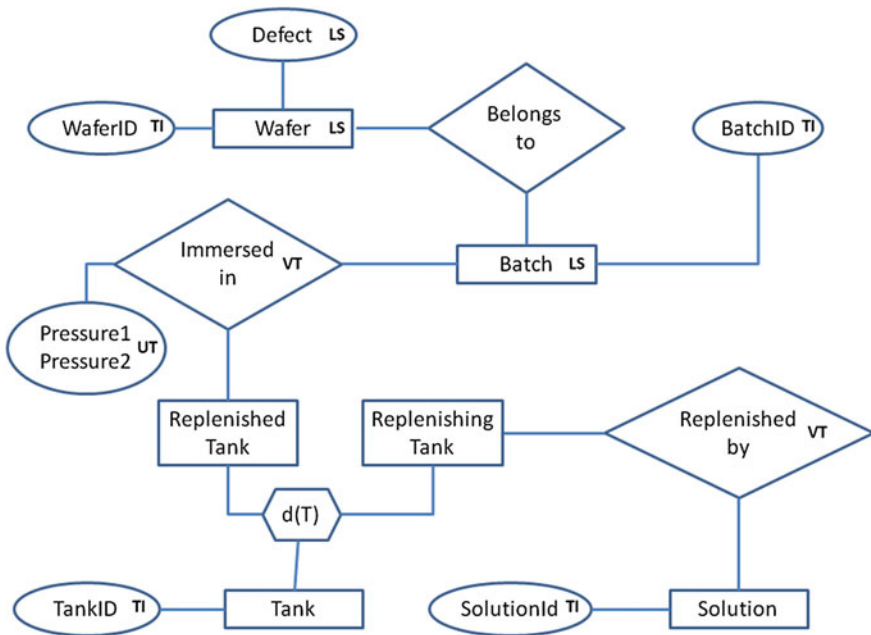 Defect LS
WaferID TI
Wafer LS
Belongs
to
BatchID TI
Immersed
in VT
Batch LS
Pressure1
Pressure2 UT
Replenished
Tank
Replenishing
Tank
Replenished
by VT
d(T)
TankID TI
Tank
SolutionId TI
Solution